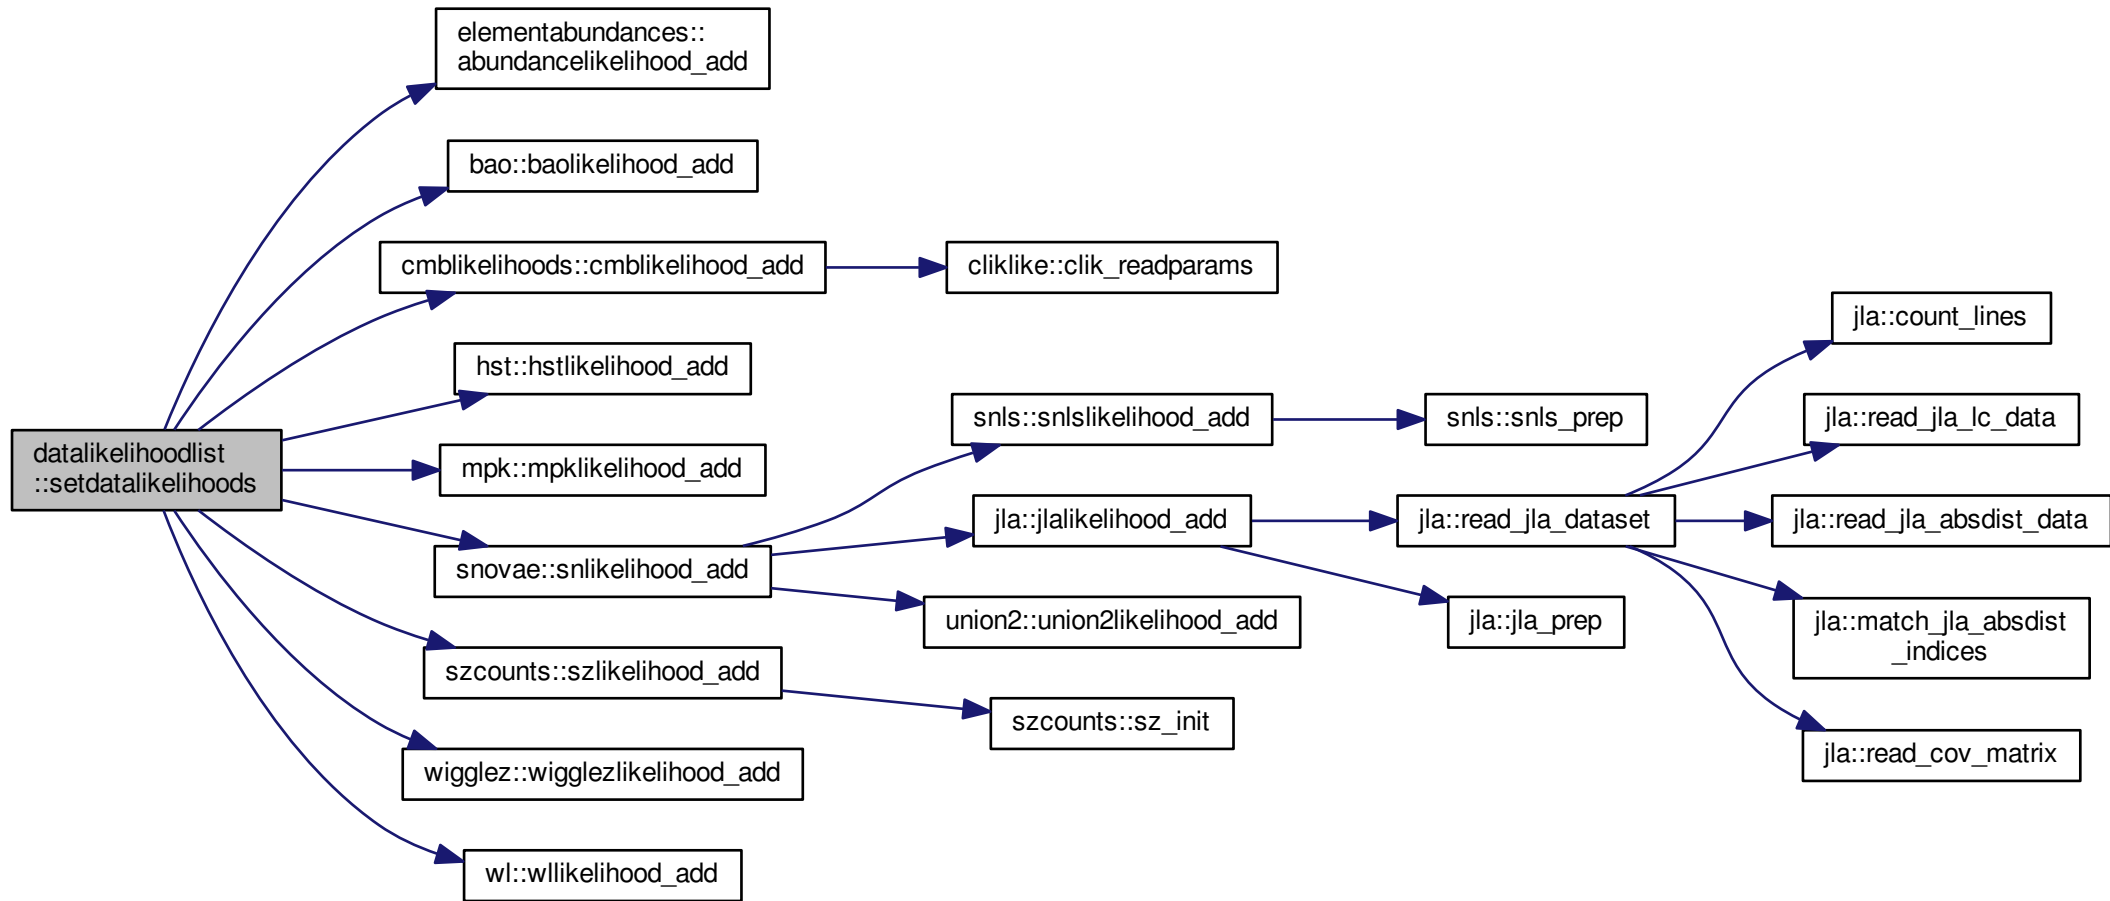 elementabundances::
abundancelikelihood_add
bao::baolikelihood_add
cmblikelihoods::cmblikelihood_add
cliklike::clik_readparams
jla::count_lines
hst::hstlikelihood_add
snls::snlslikelihood_add
snls::snls_prep
jla::read_jla_lc_data
datalikelihoodlist
::setdatalikelihoods
mpk::mpklikelihood_add
jla::jlalikelihood_add
jla::read_jla_dataset
jla::read_jla_absdist_data
snovae::snlikelihood_add
union2::union2likelihood_add
jla::jla_prep
jla::match_jla_absdist
_indices
szcounts::szlikelihood_add
szcounts::sz_init
jla::read_cov_matrix
wigglez::wigglezlikelihood_add
wl::wllikelihood_add